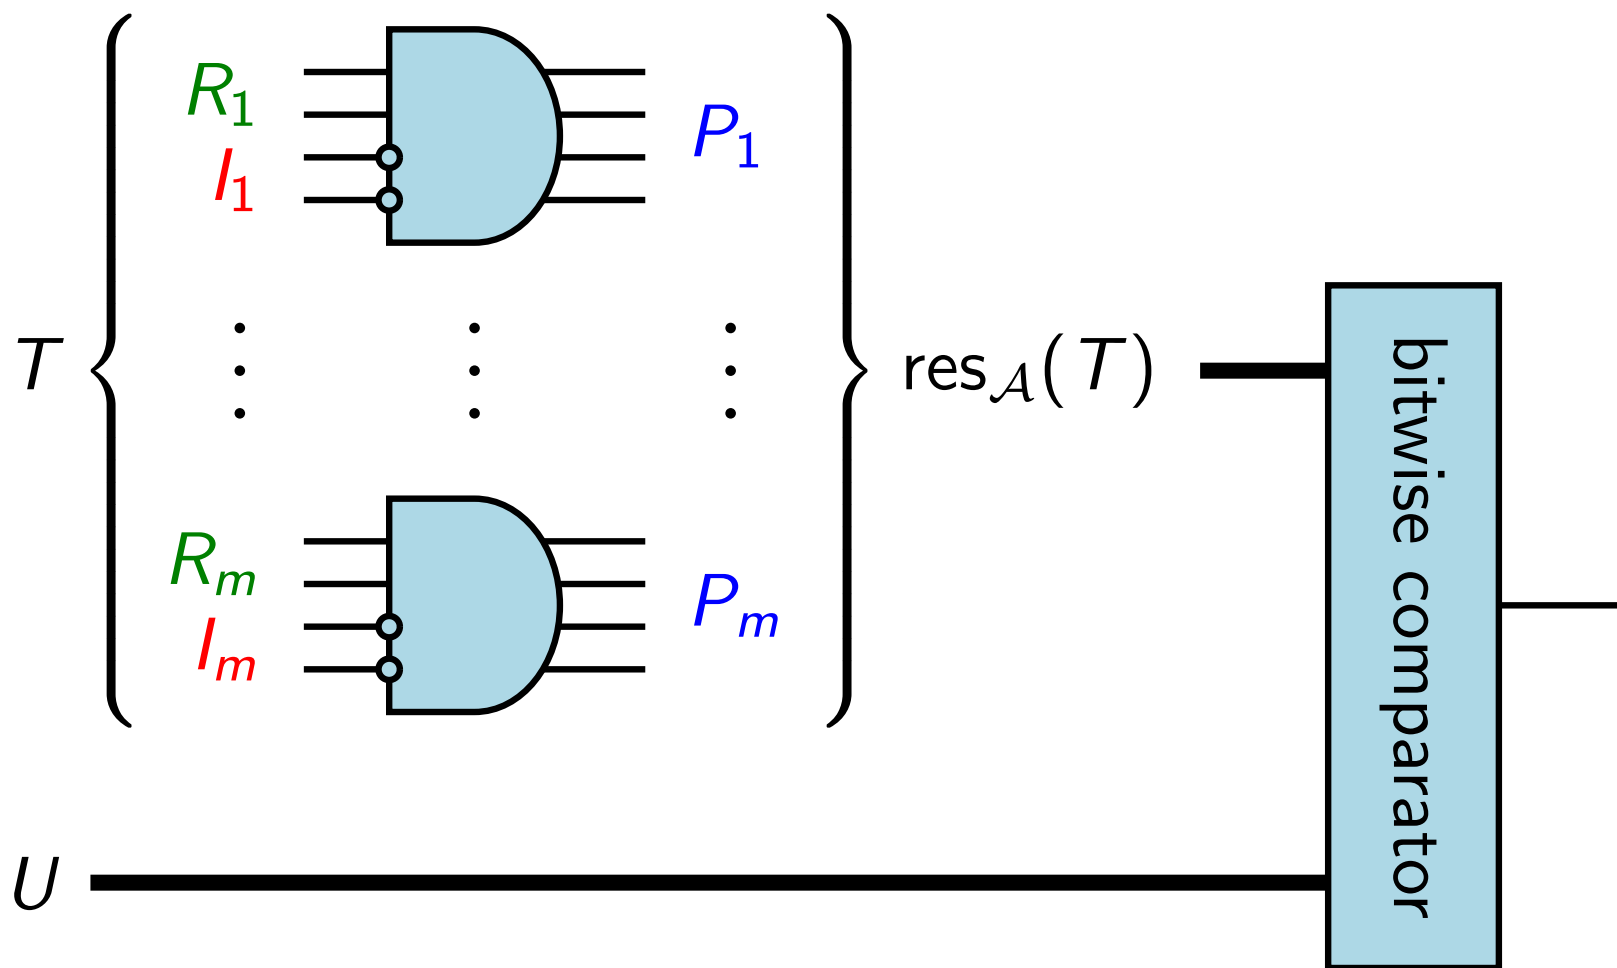 R₁
I₁
P₁
T
res𝒜(T)
Rₘ
Iₘ
Pₘ
bitwise comparator
U